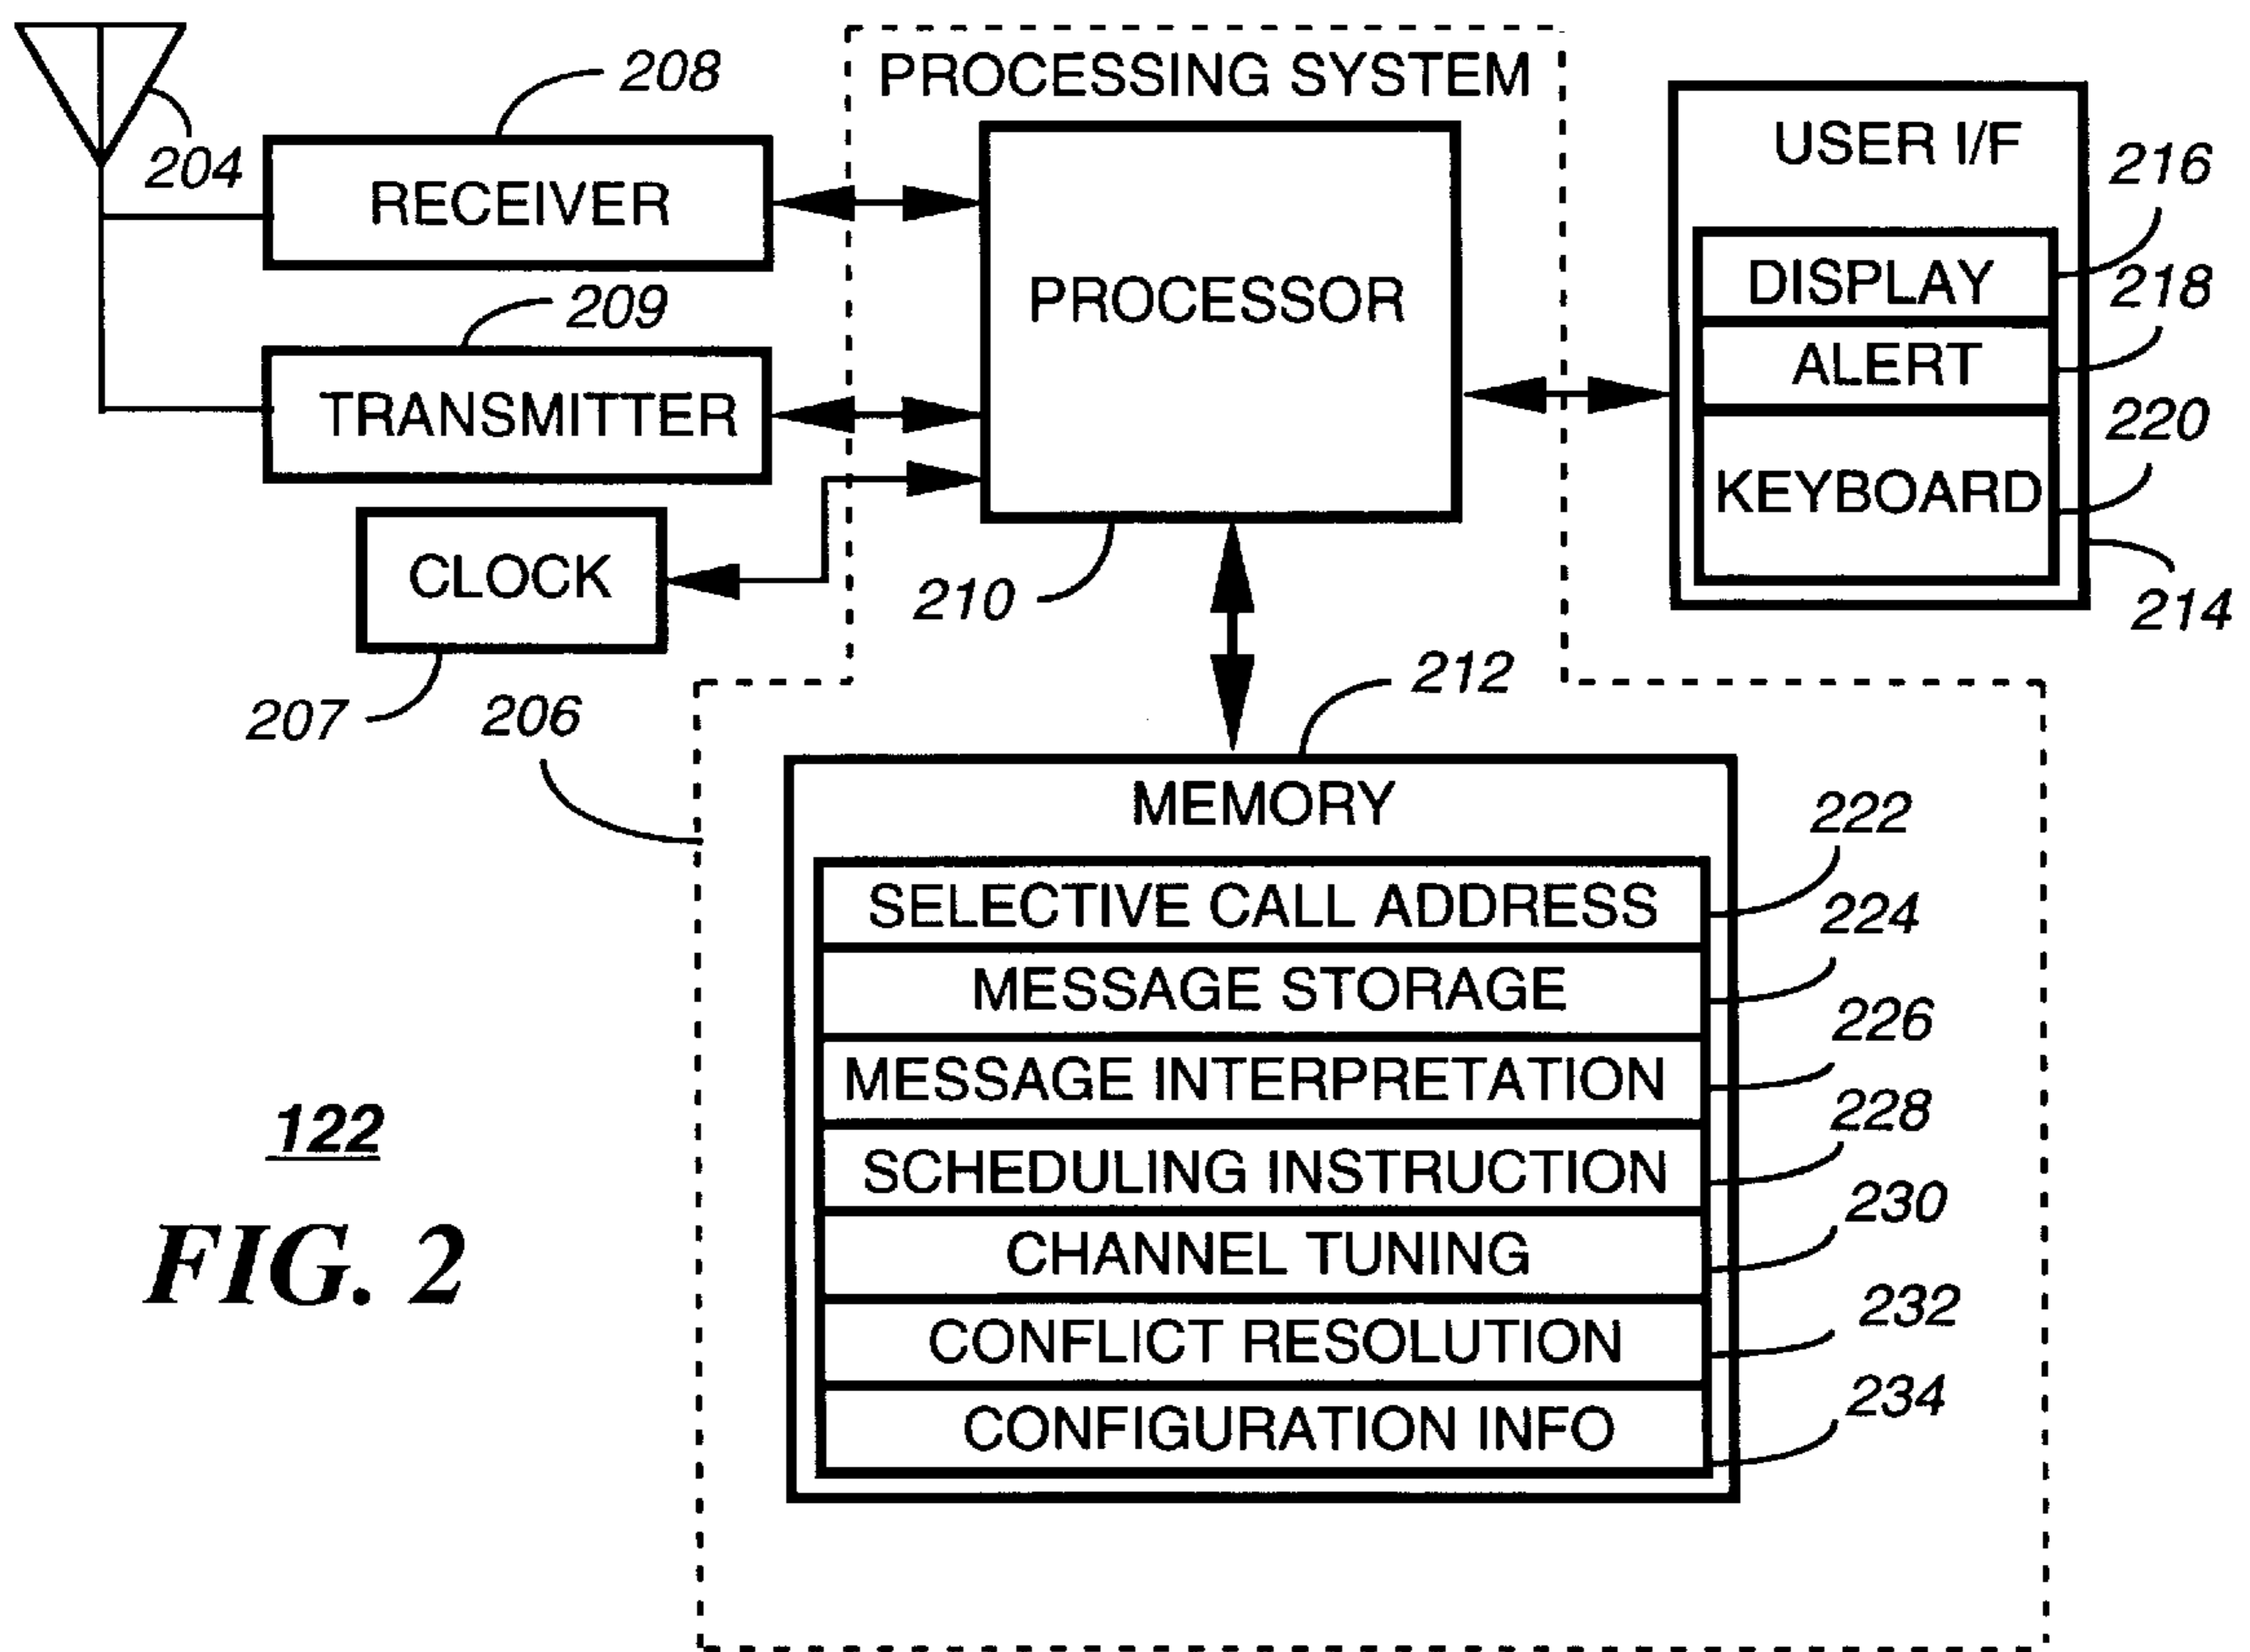 208
PROCESSING SYSTEM
204
RECEIVER
PROCESSOR
USER I/F
216
DISPLAY
218
ALERT
220
KEYBOARD
214
209
TRANSMITTER
CLOCK
207
206
210
212
MEMORY
SELECTIVE CALL ADDRESS
222
MESSAGE STORAGE
224
MESSAGE INTERPRETATION
226
SCHEDULING INSTRUCTION
228
CHANNEL TUNING
230
CONFLICT RESOLUTION
232
CONFIGURATION INFO
234
122
FIG. 2